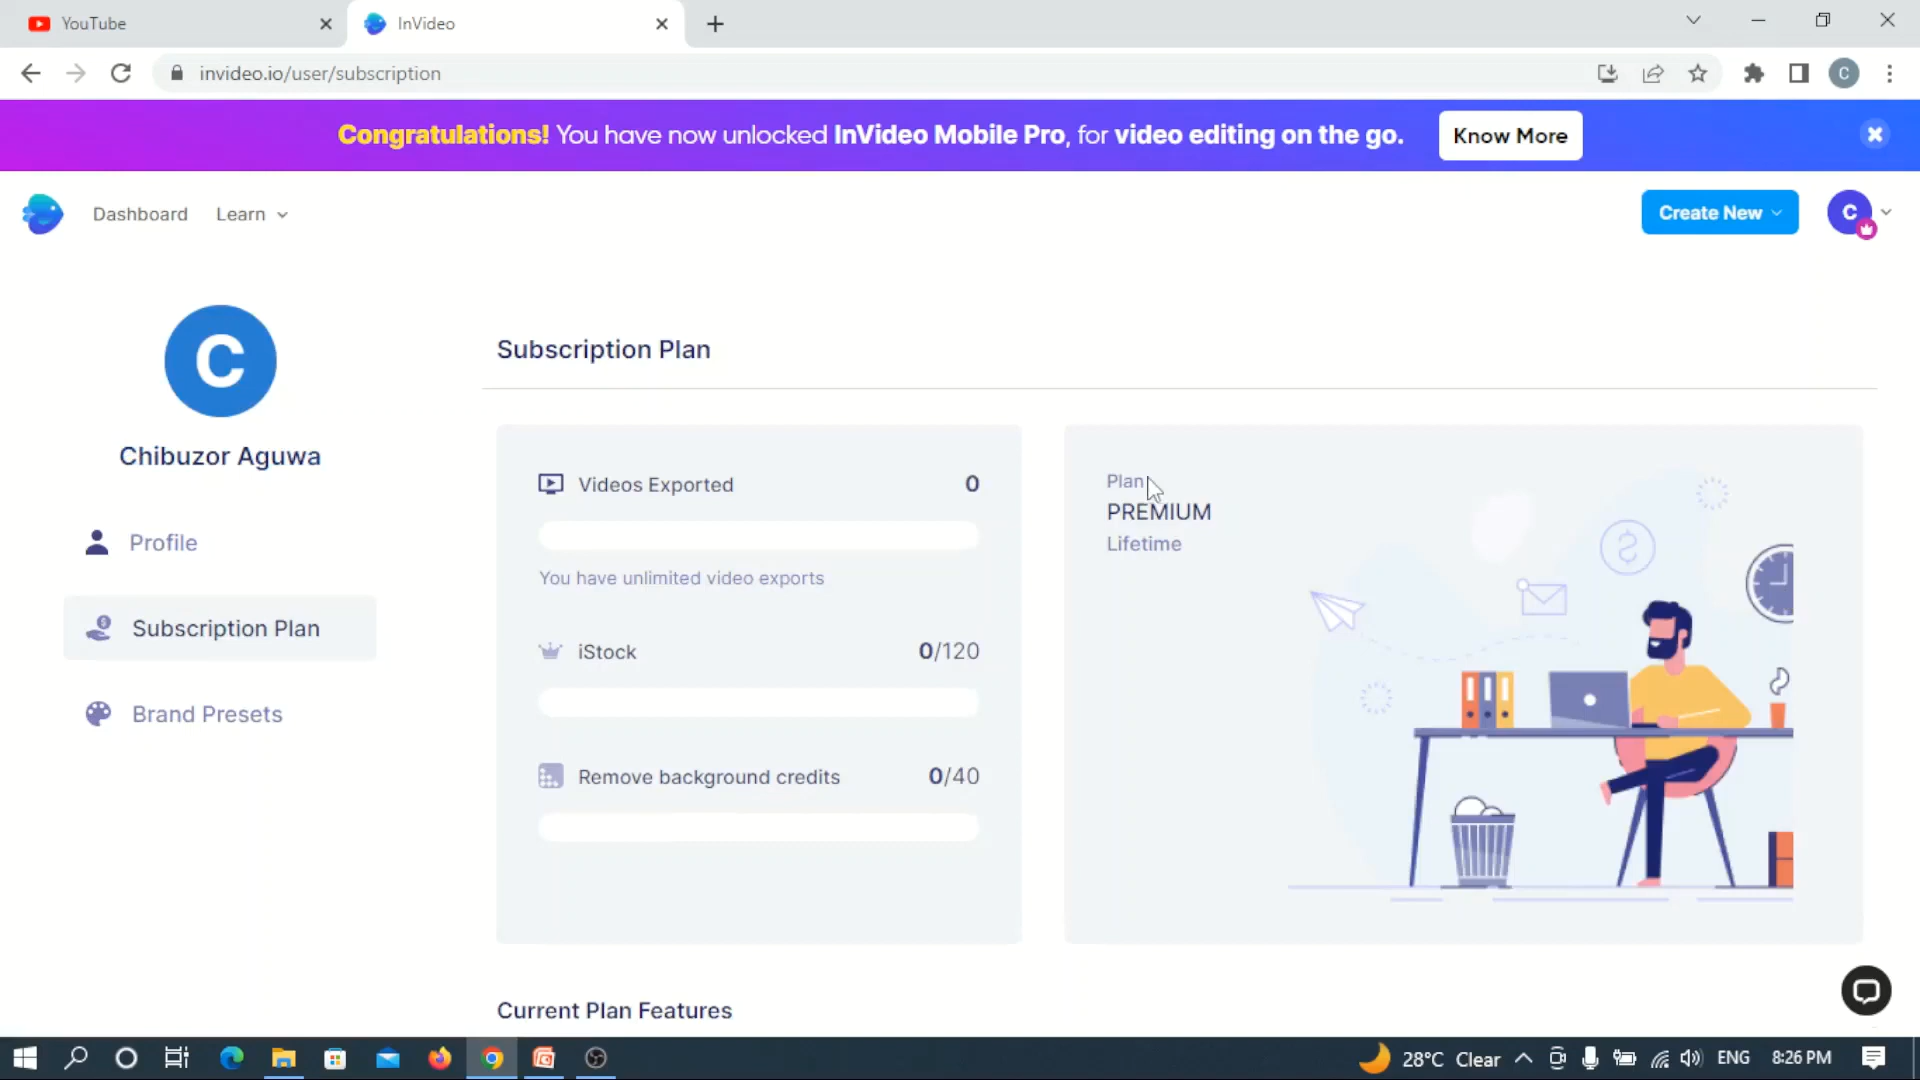 YouTube
InVideo
invideo.io/user/subscription
C
Congratulations! You have now unlocked InVideo Mobile Pro, for video editing on the go.
Know More
Dashboard
Learn
Create New
C
C
Chibuzor Aguwa
Profile
Subscription Plan
Brand Presets
Subscription Plan
Videos Exported 0
You have unlimited video exports
iStock 0/120
Remove background credits 0/40
Plan
PREMIUM
Lifetime
Current Plan Features
28°C Clear
ENG
8:26 PM